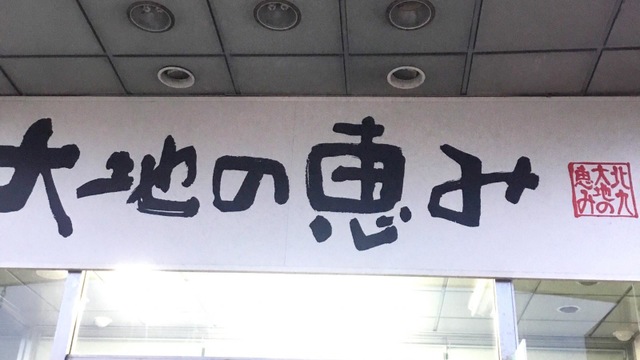 大地の恵み
北九
大地の
恵み